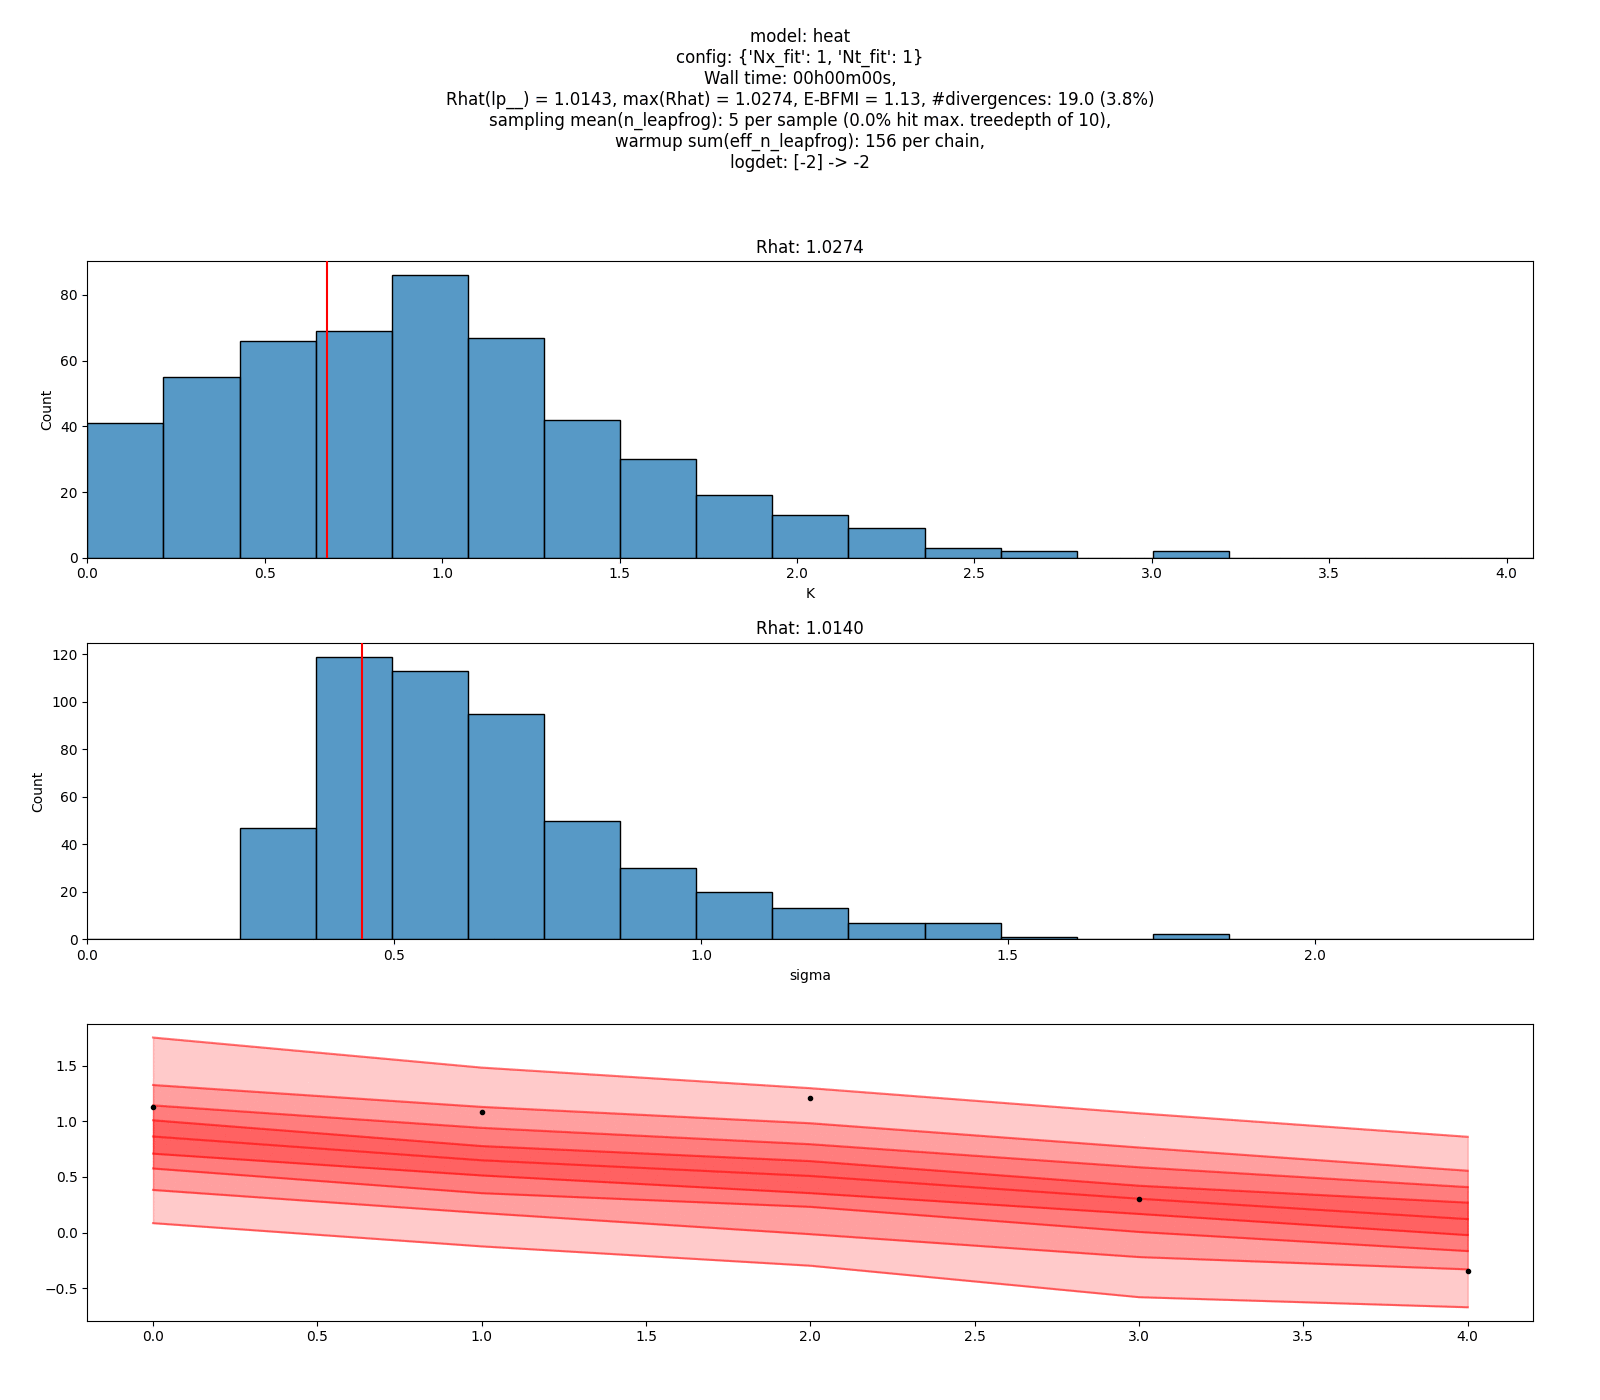 model: heat
config: {'Nx_fit': 1, 'Nt_fit': 1}
Wall time: 00h00m00s,
Rhat(lp__) = 1.0143, max(Rhat) = 1.0274, E-BFMI = 1.13, #divergences: 19.0 (3.8%)
sampling mean(n_leapfrog): 5 per sample (0.0% hit max. treedepth of 10),
warmup sum(eff_n_leapfrog): 156 per chain,
logdet: [-2] -> -2
Rhat: 1.0274
80
60
40
20
0
Count
0.0 0.5 1.0 1.5 2.0 2.5 3.0 3.5 4.0
K
Rhat: 1.0140
120
100
80
60
40
20
0
Count
0.0 0.5 1.0 1.5 2.0
sigma
1.5
1.0
0.5
0.0
−0.5
0.0 0.5 1.0 1.5 2.0 2.5 3.0 3.5 4.0